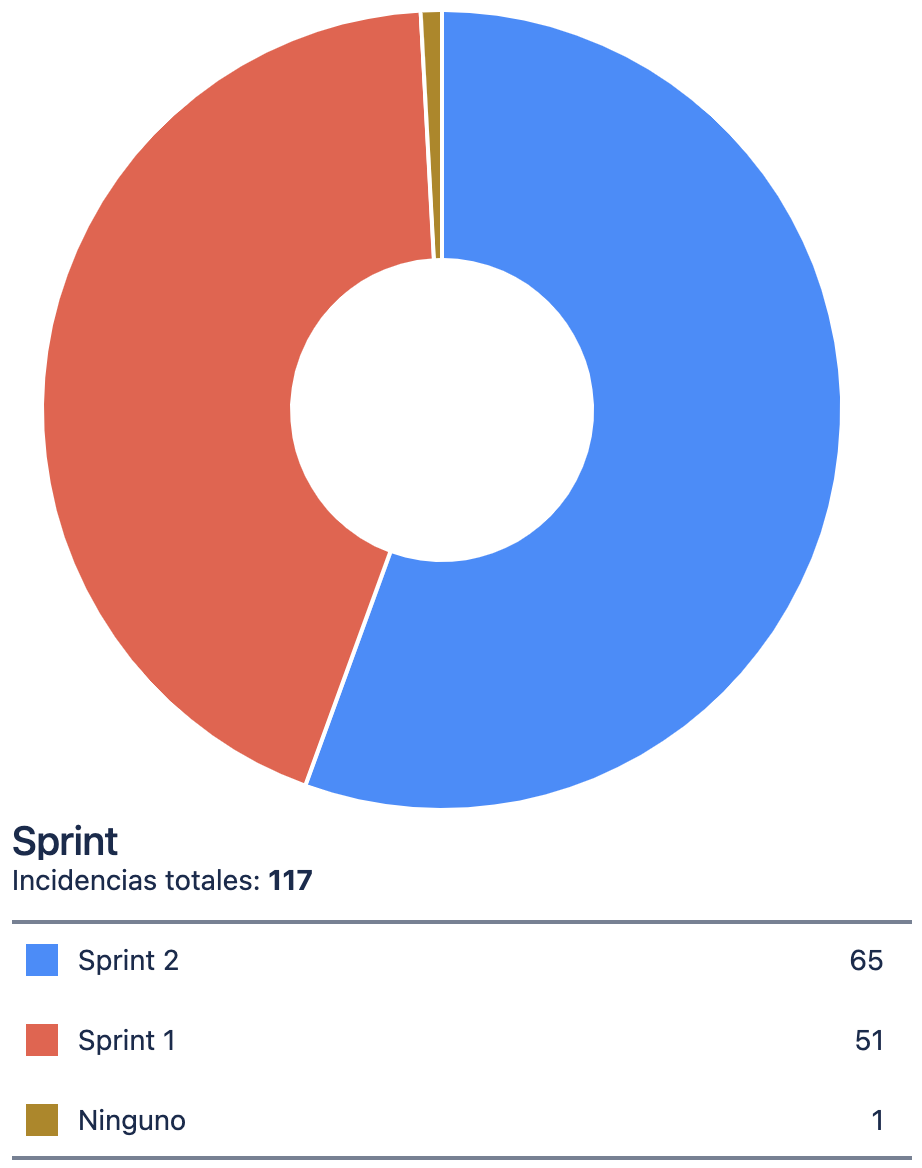 Sprint
Incidencias totales: 117
Sprint 2 65
Sprint 1 51
Ninguno 1